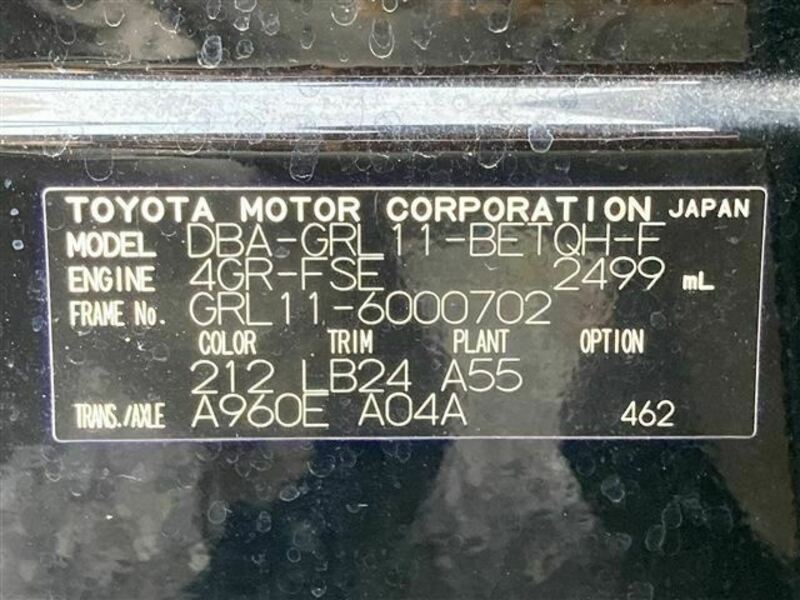 TOYOTA MOTOR CORPORATION JAPAN
MODEL DBA-GRL11-BETQH-F
ENGINE 4GR-FSE 2499 mL
FRAME No. GRL11-6000702
COLOR TRIM PLANT OPTION
212 LB24 A55
TRANS./AXLE A960E A04A 462